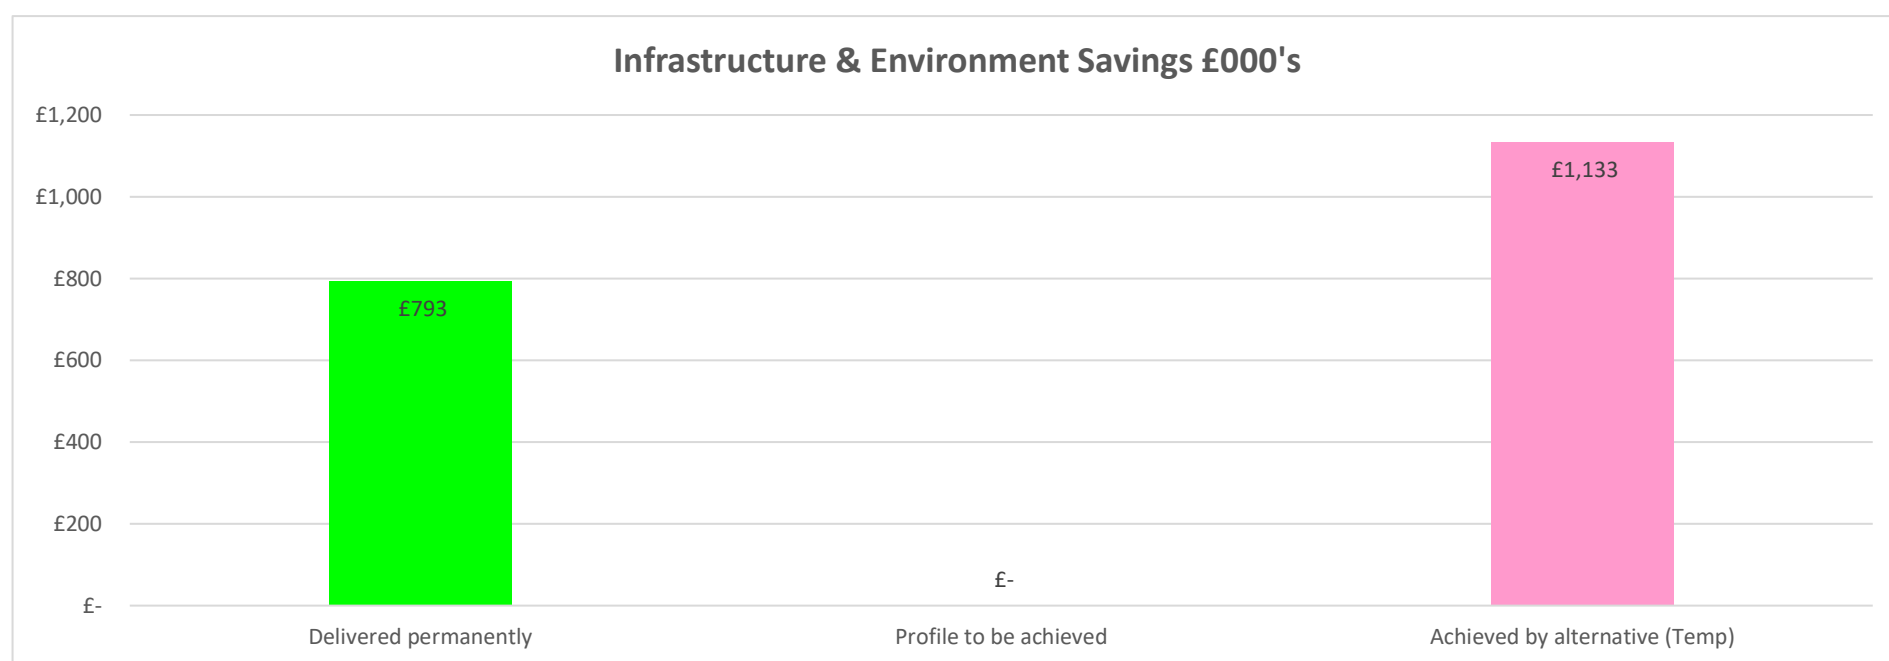 Infrastructure & Environment Savings £000's
£1,200
£1,000
£800
£600
£400
£200
£-
£793
£-
£1,133
Delivered permanently
Profile to be achieved
Achieved by alternative (Temp)